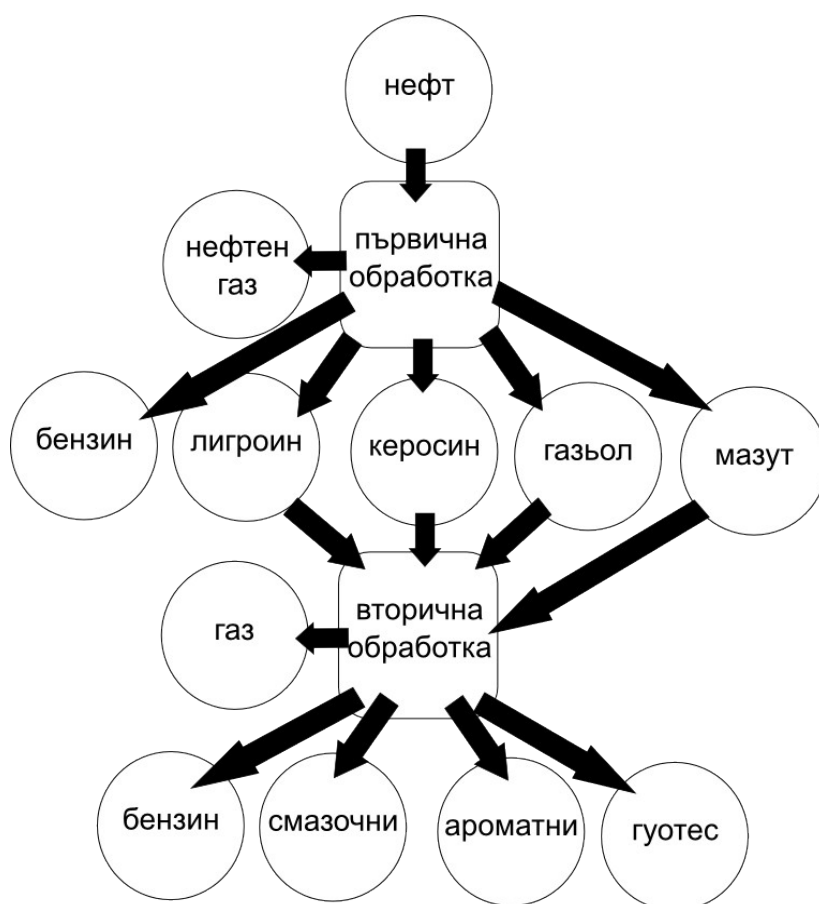 нефт
първична
обработка
нефтен
газ
бензин
лигроин
керосин
газьол
мазут
вторична
обработка
газ
бензин
смазочни
ароматни
гуотес